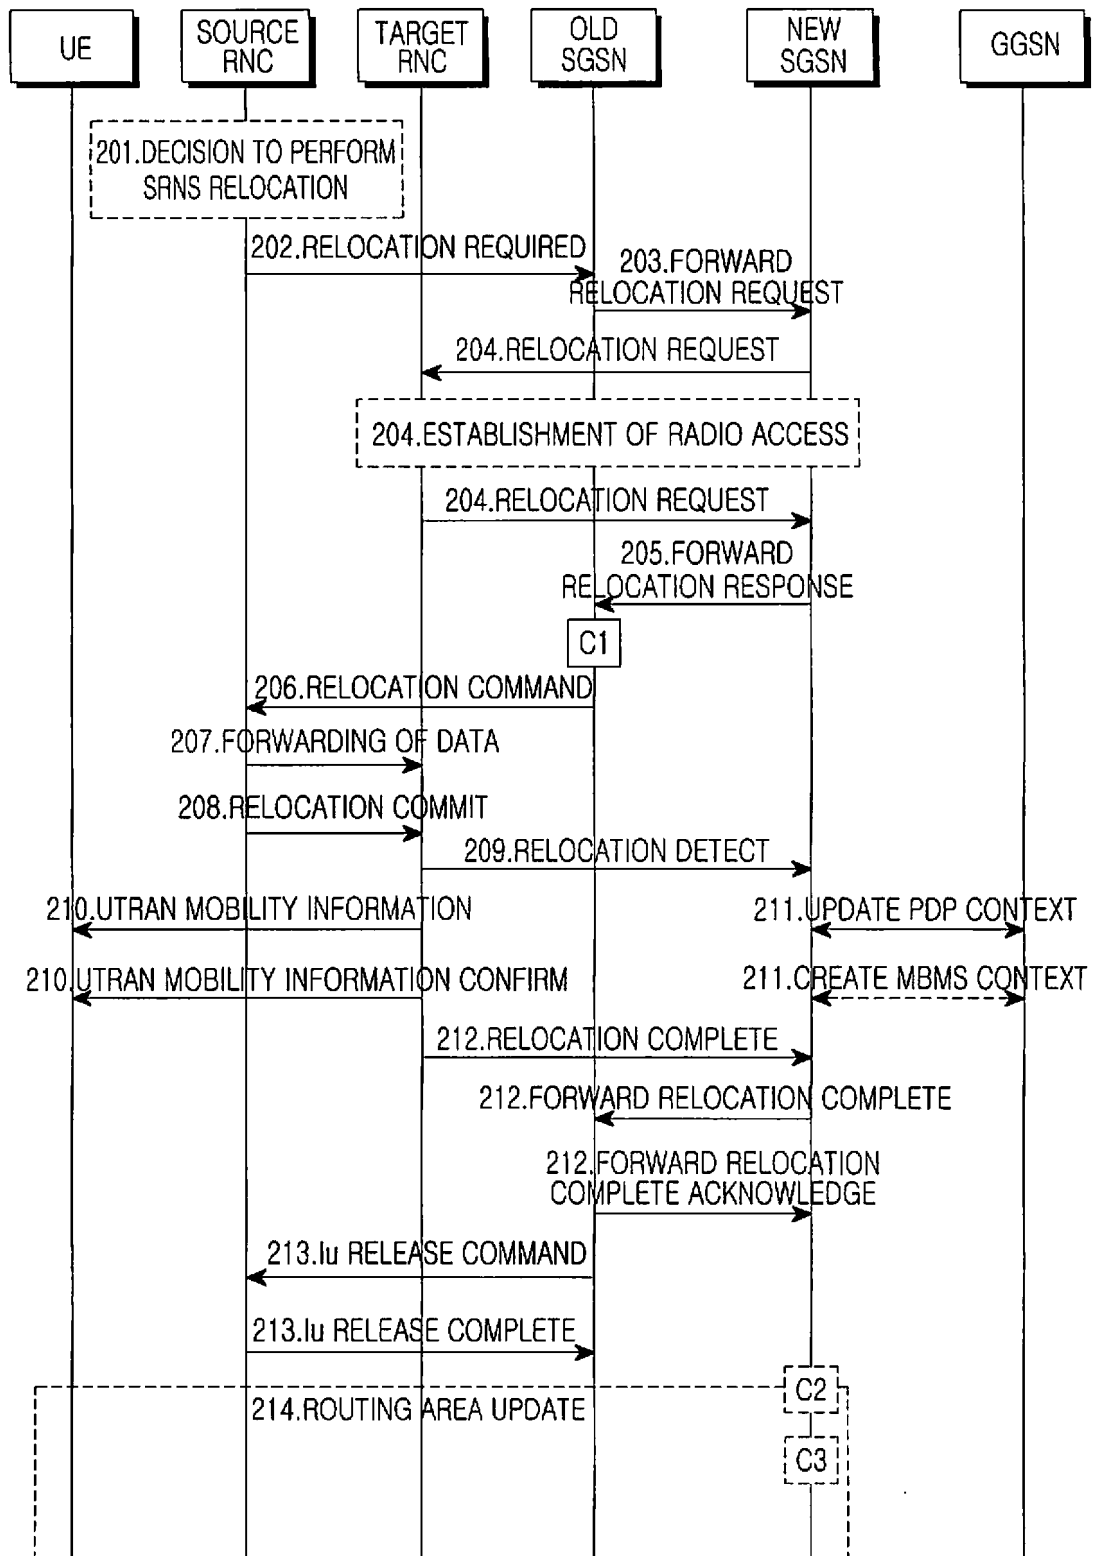 UE
SOURCE
RNC
TARGET
RNC
OLD
SGSN
NEW
SGSN
GGSN
201.DECISION TO PERFORM
SRNS RELOCATION
202.RELOCATION REQUIRED
203.FORWARD
RELOCATION REQUEST
204.RELOCATION REQUEST
204.ESTABLISHMENT OF RADIO ACCESS
204.RELOCATION REQUEST
205.FORWARD
RELOCATION RESPONSE
C1
206.RELOCATION COMMAND
207.FORWARDING OF DATA
208.RELOCATION COMMIT
209.RELOCATION DETECT
210.UTRAN MOBILITY INFORMATION
211.UPDATE PDP CONTEXT
210.UTRAN MOBILITY INFORMATION CONFIRM
211.CREATE MBMS CONTEXT
212.RELOCATION COMPLETE
212.FORWARD RELOCATION COMPLETE
212.FORWARD RELOCATION
COMPLETE ACKNOWLEDGE
213.Iu RELEASE COMMAND
213.Iu RELEASE COMPLETE
C2
214.ROUTING AREA UPDATE
C3